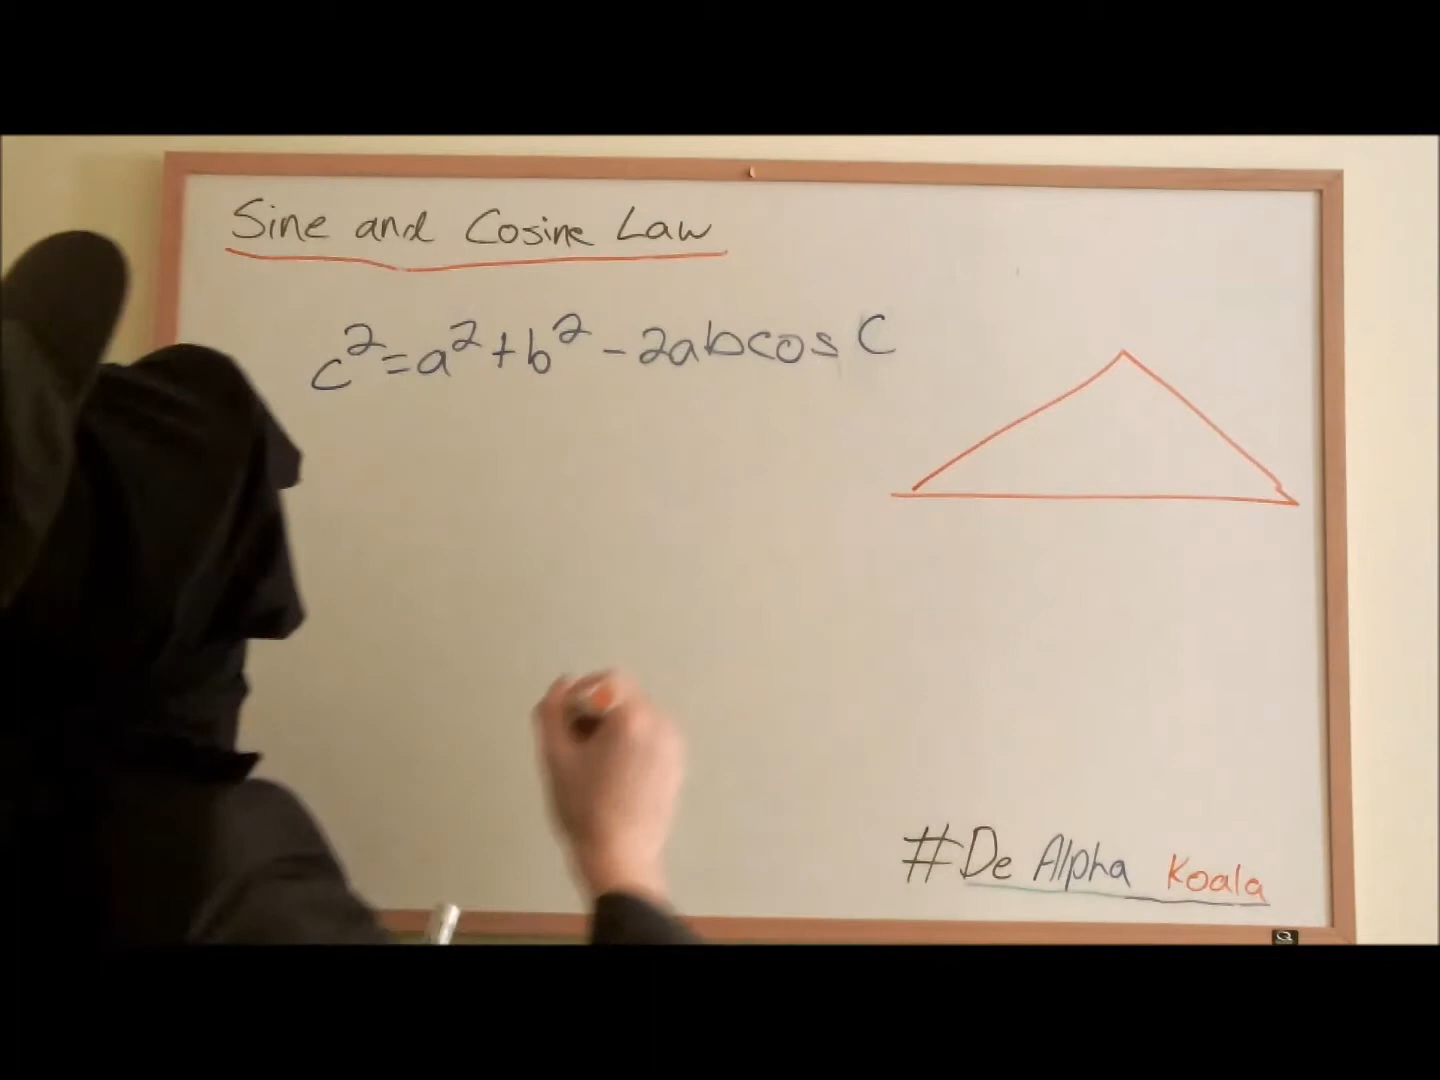 Sine and Cosine Law
c²=a²+b²-2abcos C
#De Alpha Koala